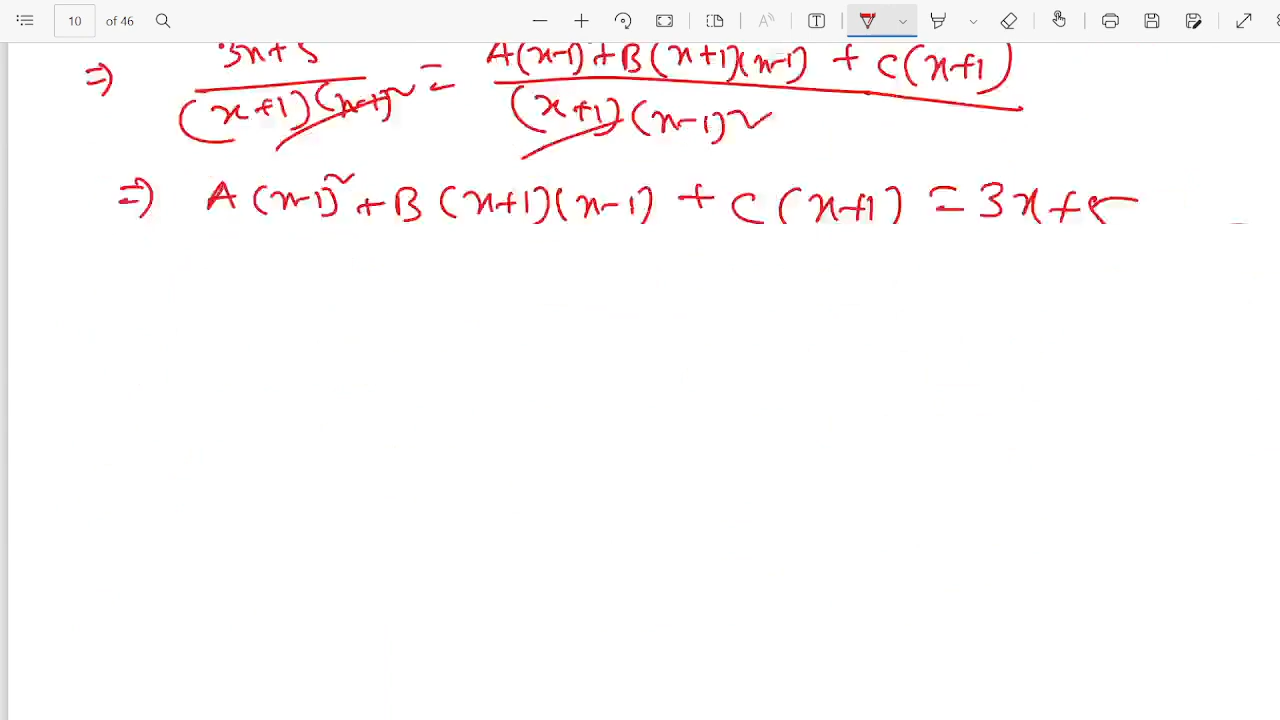 10 of 46
⇒ 3x+5 / (x+1)(x-1)² = A(x-1)²+B(x+1)(x-1) + C(x+1) / (x+1)(x-1)²
⇒ A(x-1)²+B(x+1)(x-1) + C(x+1) = 3x+5